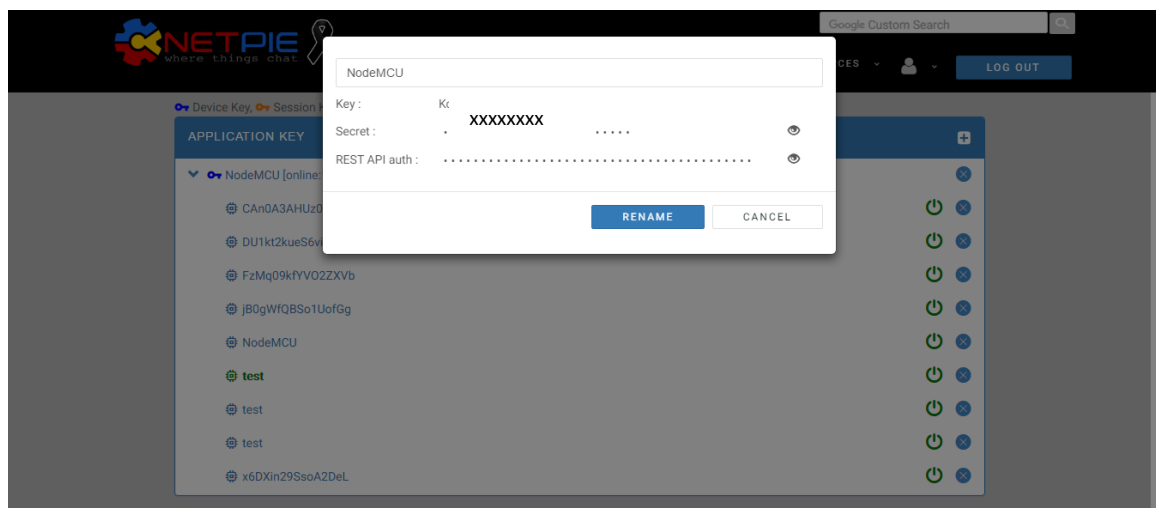 NETPIE
where things chat
Google Custom Search
CES
LOG OUT
NodeMCU
Key :
XXXXXXXX
Secret :
REST API auth :
RENAME
CANCEL
Device Key, Session
APPLICATION KEY
NodeMCU [online:
CAn0A3AHUz0
DU1kt2kueS6vi
FzMq09kfYVO2ZXVb
jB0gWfQBSo1UofGg
NodeMCU
test
test
test
x6DXin29SsoA2DeL